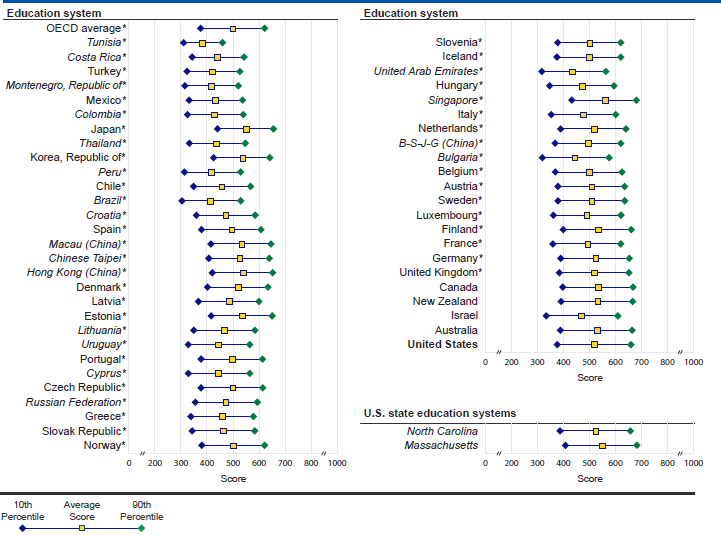 Education system
OECD average*
Tunisia*
Costa Rica*
Turkey*
Montenegro, Republic of*
Mexico*
Colombia*
Japan*
Thailand*
Korea, Republic of*
Peru*
Chile*
Brazil*
Croatia*
Spain*
Macau (China)*
Chinese Taipei*
Hong Kong (China)*
Denmark*
Latvia*
Estonia*
Lithuania*
Uruguay*
Portugal*
Cyprus*
Czech Republic*
Russian Federation*
Greece*
Slovak Republic*
Norway*
0 200 300 400 500 600 700 800 1000
Score
Education system
Slovenia*
Iceland*
United Arab Emirates*
Hungary*
Singapore*
Italy*
Netherlands*
B-S-J-G (China)*
Bulgaria*
Belgium*
Austria*
Sweden*
Luxembourg*
Finland*
France*
Germany*
United Kingdom*
Canada
New Zealand
Israel
Australia
United States
0 200 300 400 500 600 700 800 1000
Score
U.S. state education systems
North Carolina
Massachusetts
0 200 300 400 500 600 700 800 1000
Score
10th Average 90th
Percentile Score Percentile